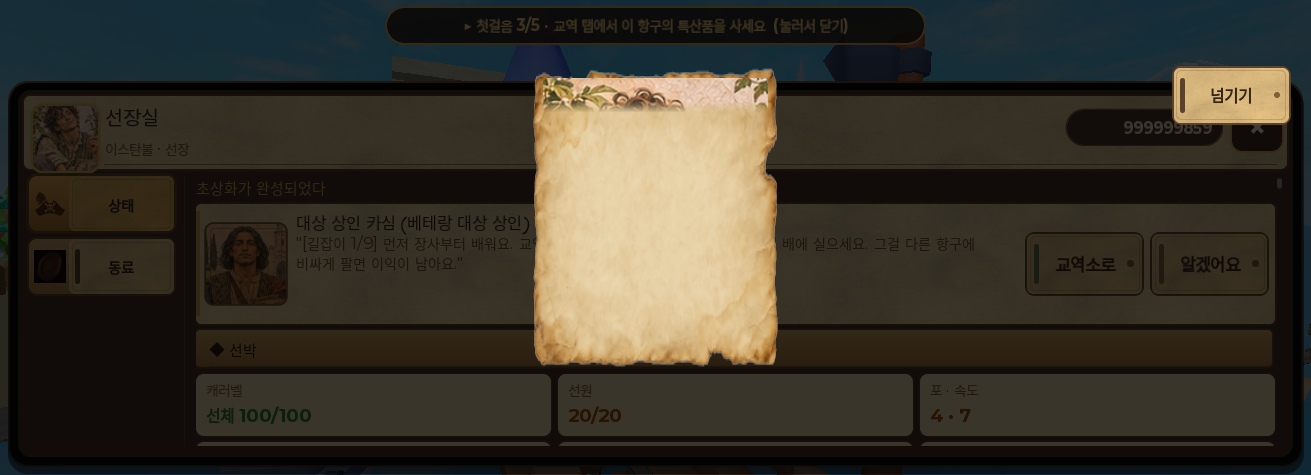 ▸ 첫걸음 3/5 · 교역 탭에서 이 항구의 특산품을 사세요 (눌러서 닫기)
넘기기
선장실
이스탄불 · 선장
999999859
×
상태
동료
초상화가 완성되었다
대상 상인 카심 (베테랑 대상 상인)
"[길잡이 1/9] 먼저 장사부터 배워요. 배에 실으세요. 그걸 다른 항구에
비싸게 팔면 이익이 남아요."
교역소로
알겠어요
◆ 선박
캐러벨
선체 100/100
선원
20/20
포 · 속도
4 · 7